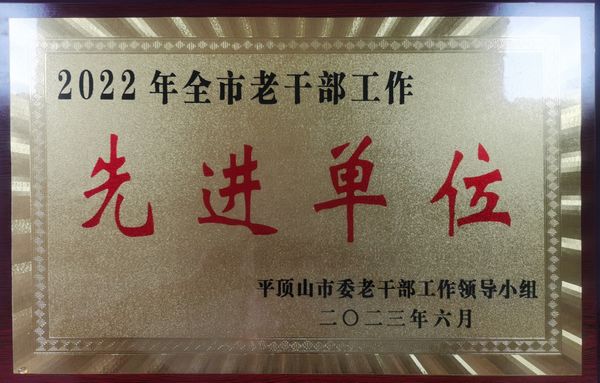 2022年全市老干部工作
先进单位
平顶山市委老干部工作领导小组
二〇二三年六月